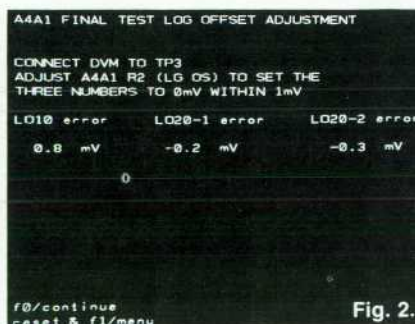 A4A1 FINAL TEST LOG OFFSET ADJUSTMENT
CONNECT DVM TO TP3
ADJUST A4A1 R2 (LG OS) TO SET THE
THREE NUMBERS TO 0mV WITHIN 1mV
LO10 error LO20-1 error LO20-2 error
0.8 mV -0.2 mV -0.3 mV
0
f0/continue
reset & f1/menu
Fig. 2.